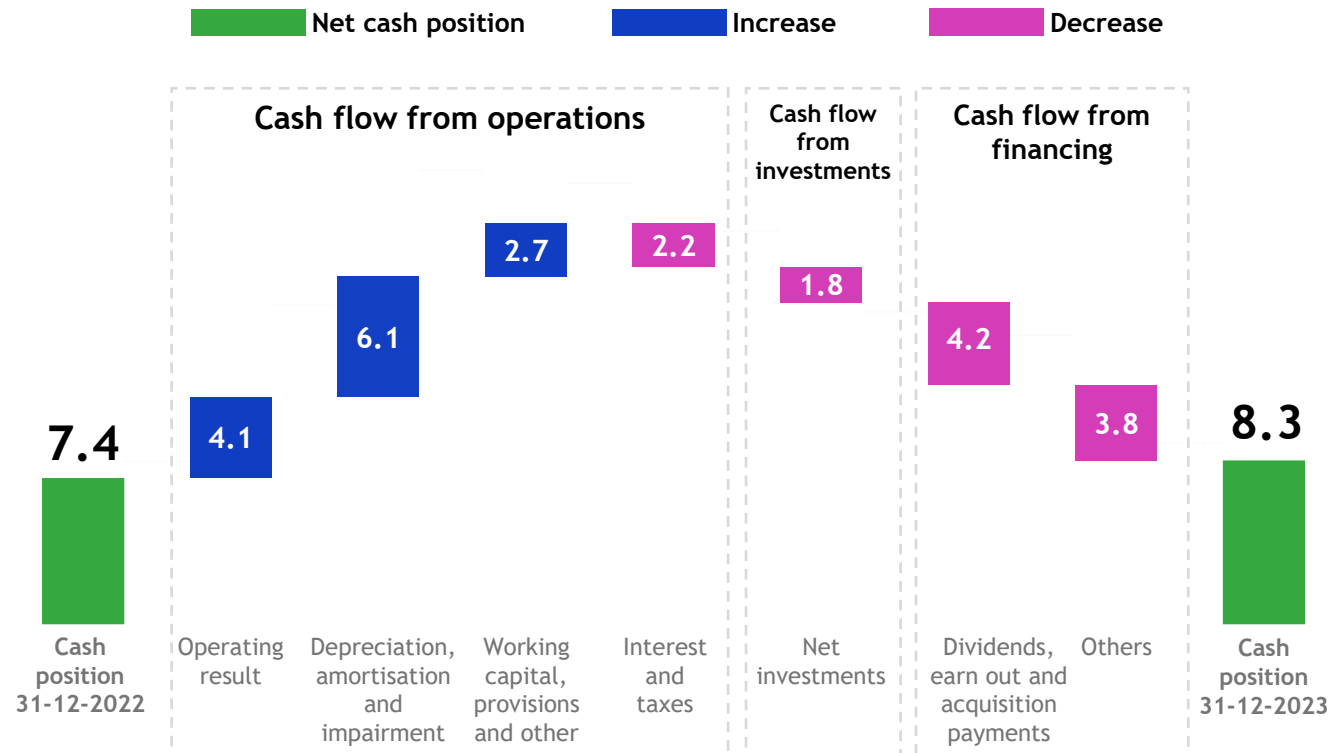 Net cash position
Increase
Decrease
Cash flow from operations
Cash flow
from
investments
Cash flow from
financing
7.4
4.1
6.1
2.7
2.2
1.8
4.2
3.8
8.3
Cash
position
31-12-2022
Operating
result
Depreciation,
amortisation
and
impairment
Working
capital,
provisions
and other
Interest
and
taxes
Net
investments
Dividends,
earn out and
acquisition
payments
Others
Cash
position
31-12-2023